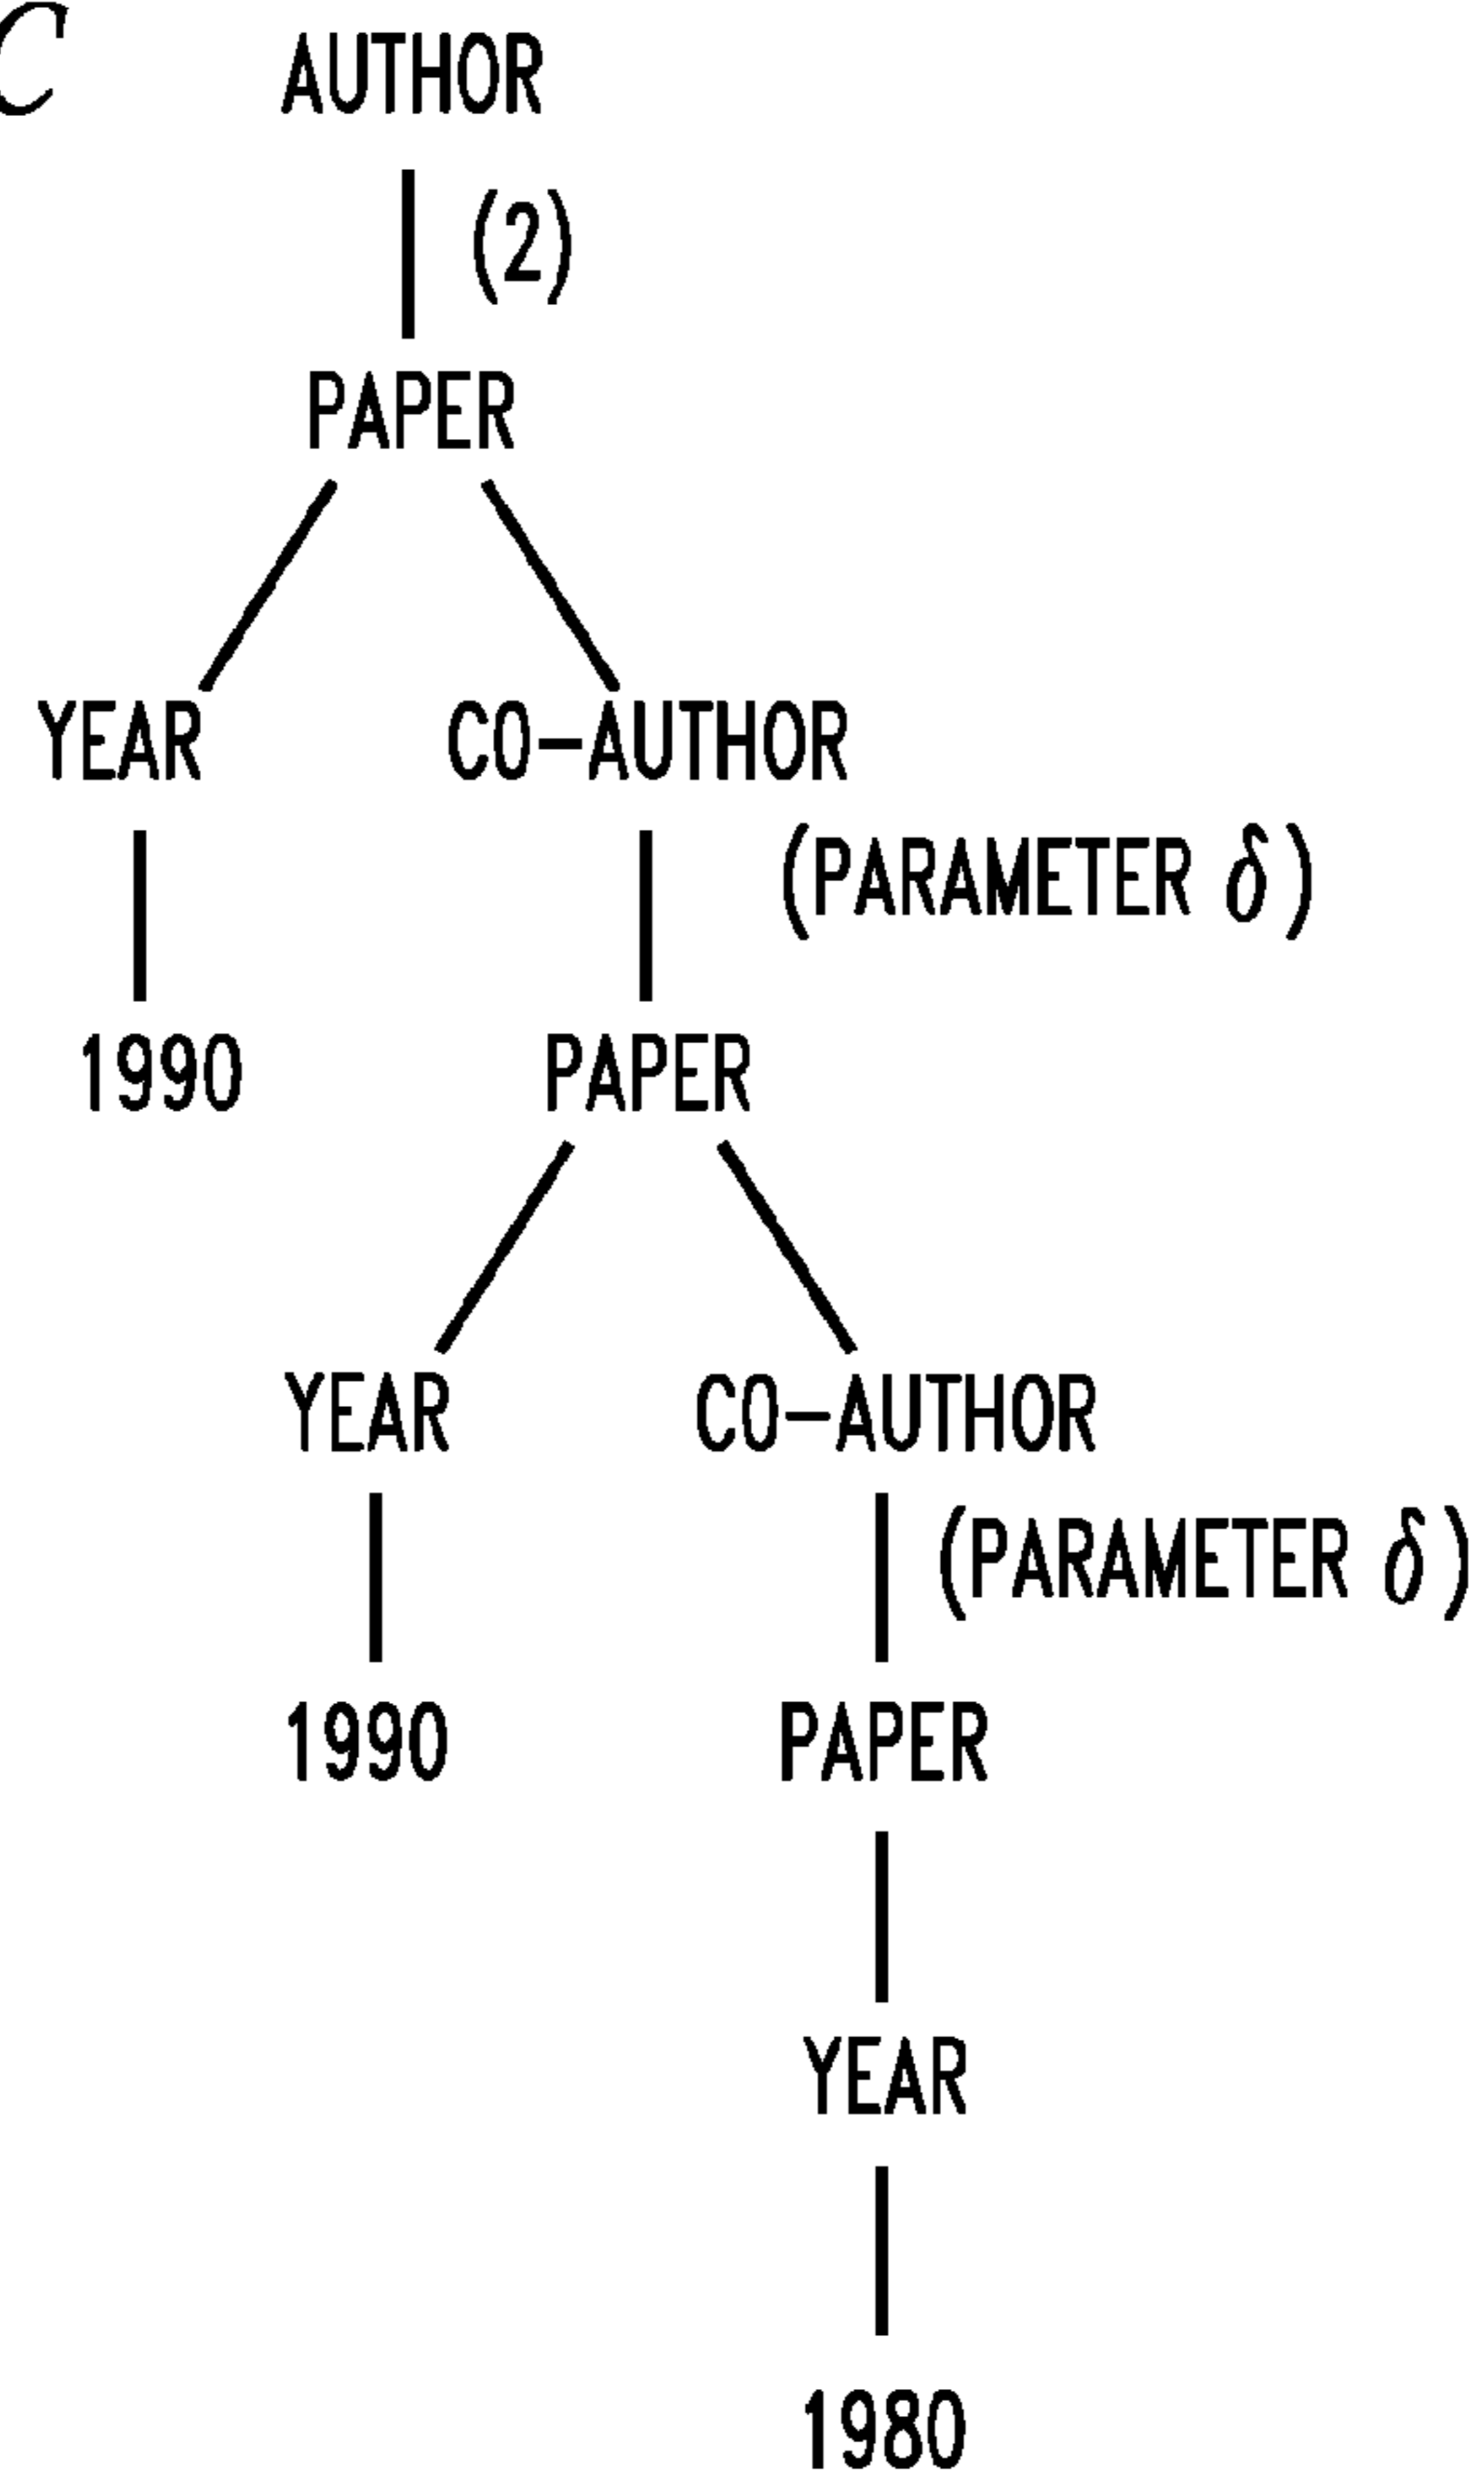 C AUTHOR
(2)
PAPER
YEAR CO-AUTHOR
(PARAMETER δ)
1990 PAPER
YEAR CO-AUTHOR
(PARAMETER δ)
1990 PAPER
YEAR
1980